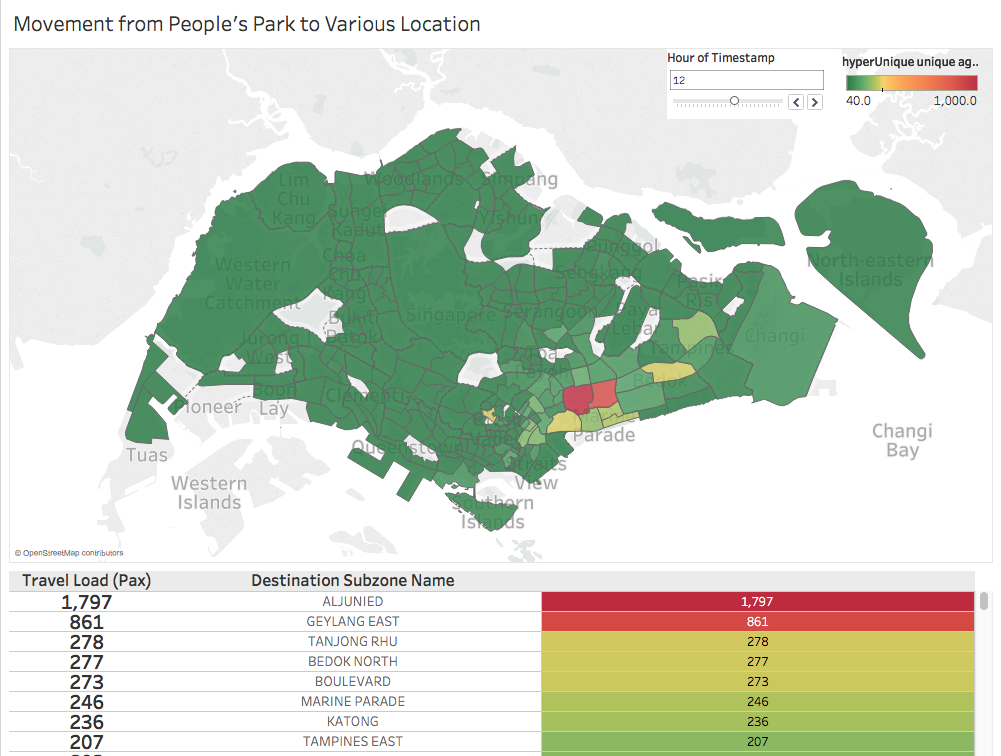 Movement from People's Park to Various Location
Hour of Timestamp
12
hyperUnique unique ag..
40.0 1,000.0
Lim
Chu
Kang
Woodlands
Simpang
Sungei
Kadut
Yishun
Punggol
Choa
Chu
Kang
Western
Water
Catchment
Sengkang
Pasir
Ris
North-eastern
Islands
Singapore
Serangoon
Paya
Lebar
Bukit
Batok
Jurong
West
Tampines
Changi
Toa
Payoh
Bedok
Boon
Lay
Pioneer
Clementi
Parade
Tuas
Queenstown
Straits
View
Changi
Bay
Western
Islands
Southern
Islands
© OpenStreetMap contributors
Travel Load (Pax) Destination Subzone Name
1,797 ALJUNIED 1,797
861 GEYLANG EAST 861
278 TANJONG RHU 278
277 BEDOK NORTH 277
273 BOULEVARD 273
246 MARINE PARADE 246
236 KATONG 236
207 TAMPINES EAST 207